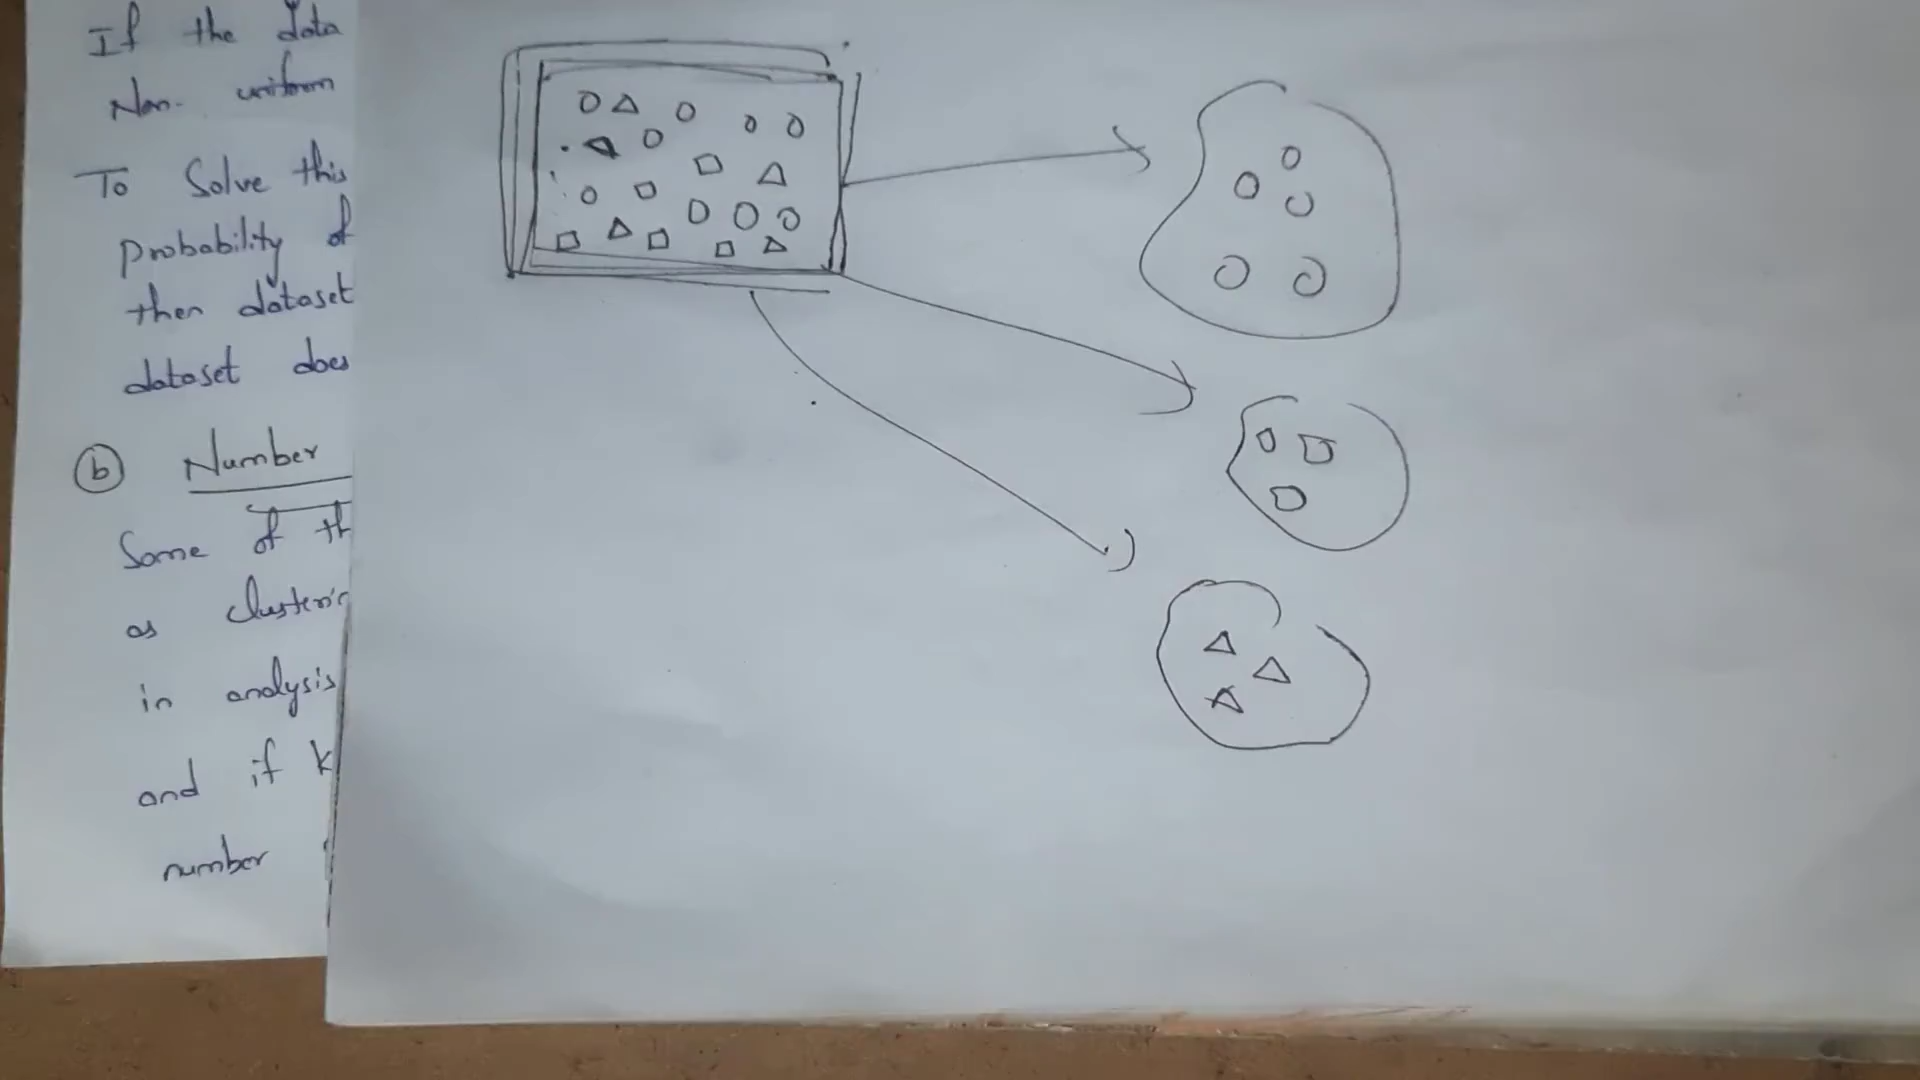 If the data
Non- uniform
To Solve this
Probability of
then dataset
dataset does
(b) Number
Some of th
as clusterin
in analysis
and if K
number